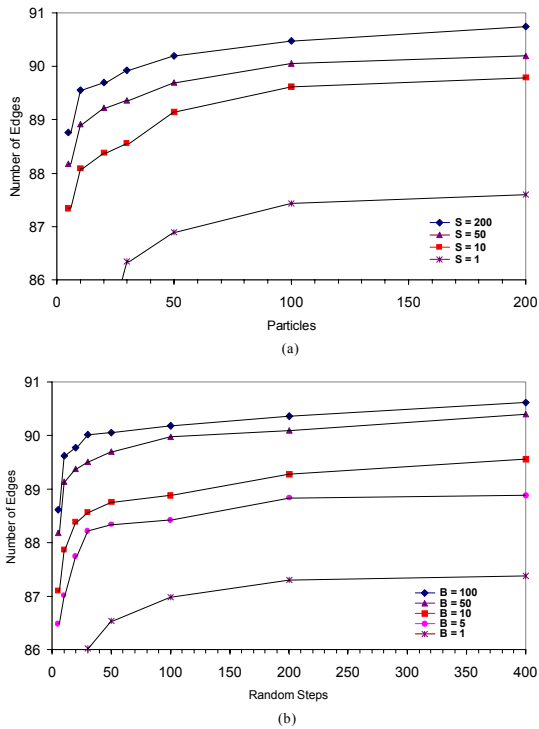 91
90
89
88
87
86
Number of Edges
S = 200
S = 50
S = 10
S = 1
0
50
100
150
200
Particles
(a)
91
90
89
88
87
86
Number of Edges
B = 100
B = 50
B = 10
B = 5
B = 1
0
50
100
150
200
250
300
350
400
Random Steps
(b)